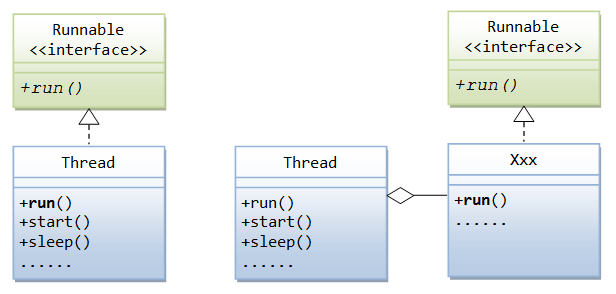 Runnable
<<interface>>
+run()
Thread
+run()
+start()
+sleep()
......
Thread
+run()
+start()
+sleep()
......
Runnable
<<interface>>
+run()
Xxx
+run()
......